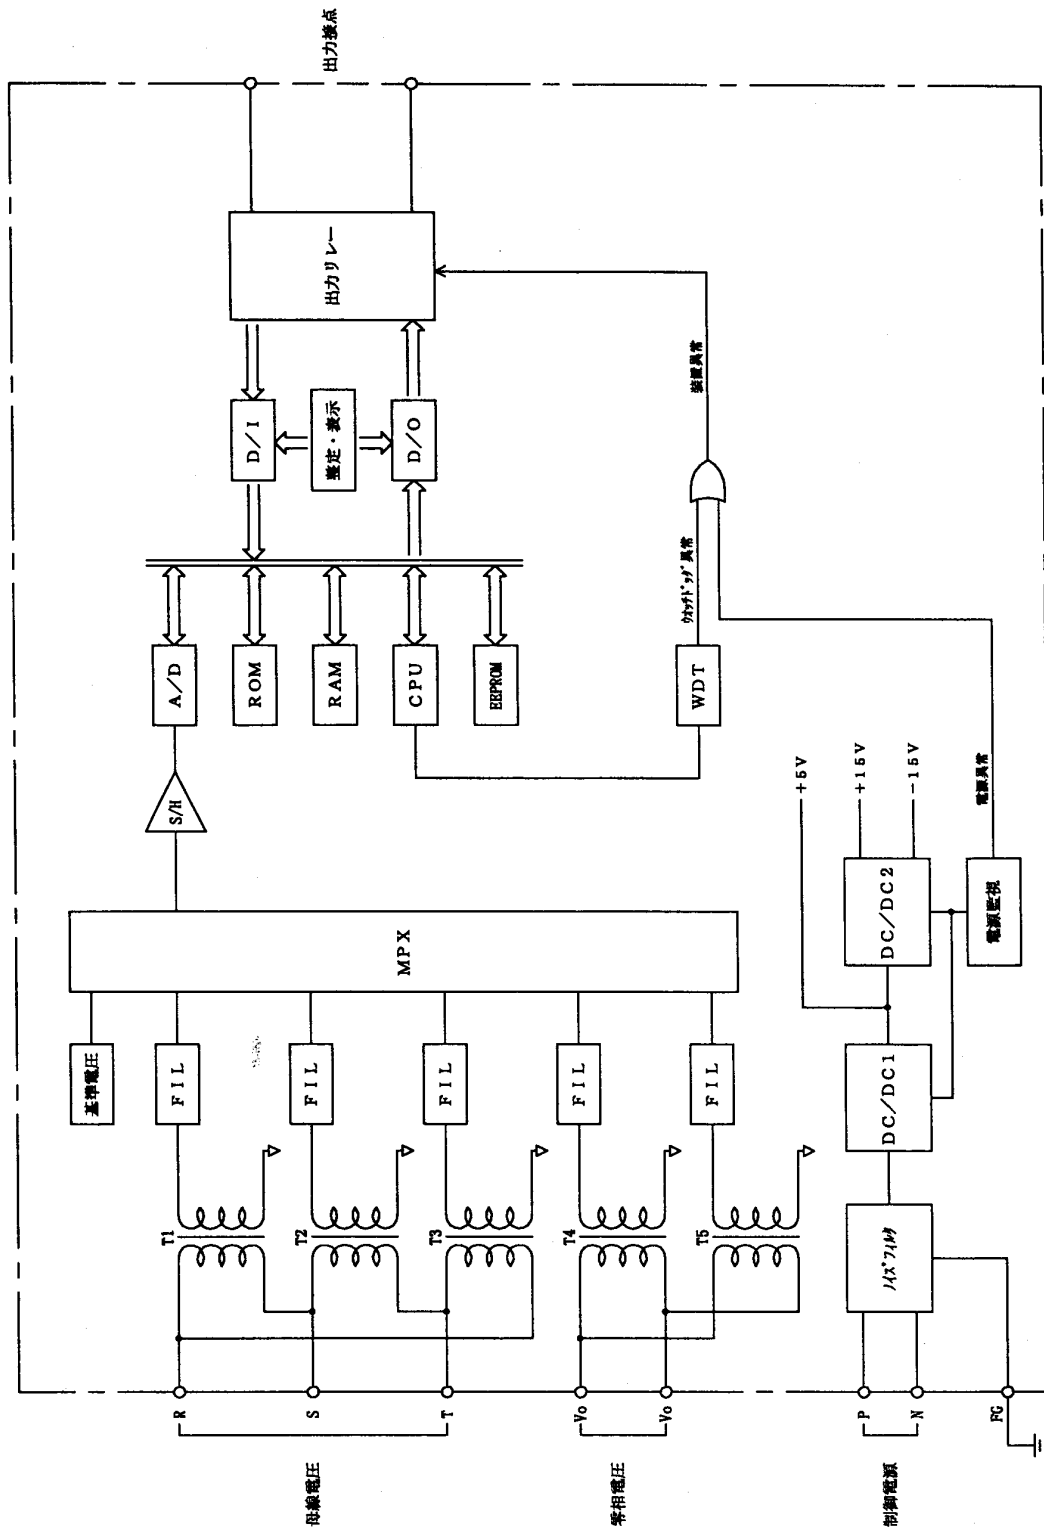 母線電圧
R
S
T
零相電圧
Vo
Vo
制御電源
P
N
FG
T1
T2
T3
T4
T5
ノイズフィルタ
基準電圧
FIL
FIL
FIL
FIL
FIL
DC/DC1
MPX
DC/DC2
電源監視
+5V
+15V
-15V
電源異常
S/H
A/D
ROM
RAM
CPU
EEPROM
WDT
ウオッチドッグ異常
装置異常
D/I
整定・表示
D/O
出力リレー
出力接点